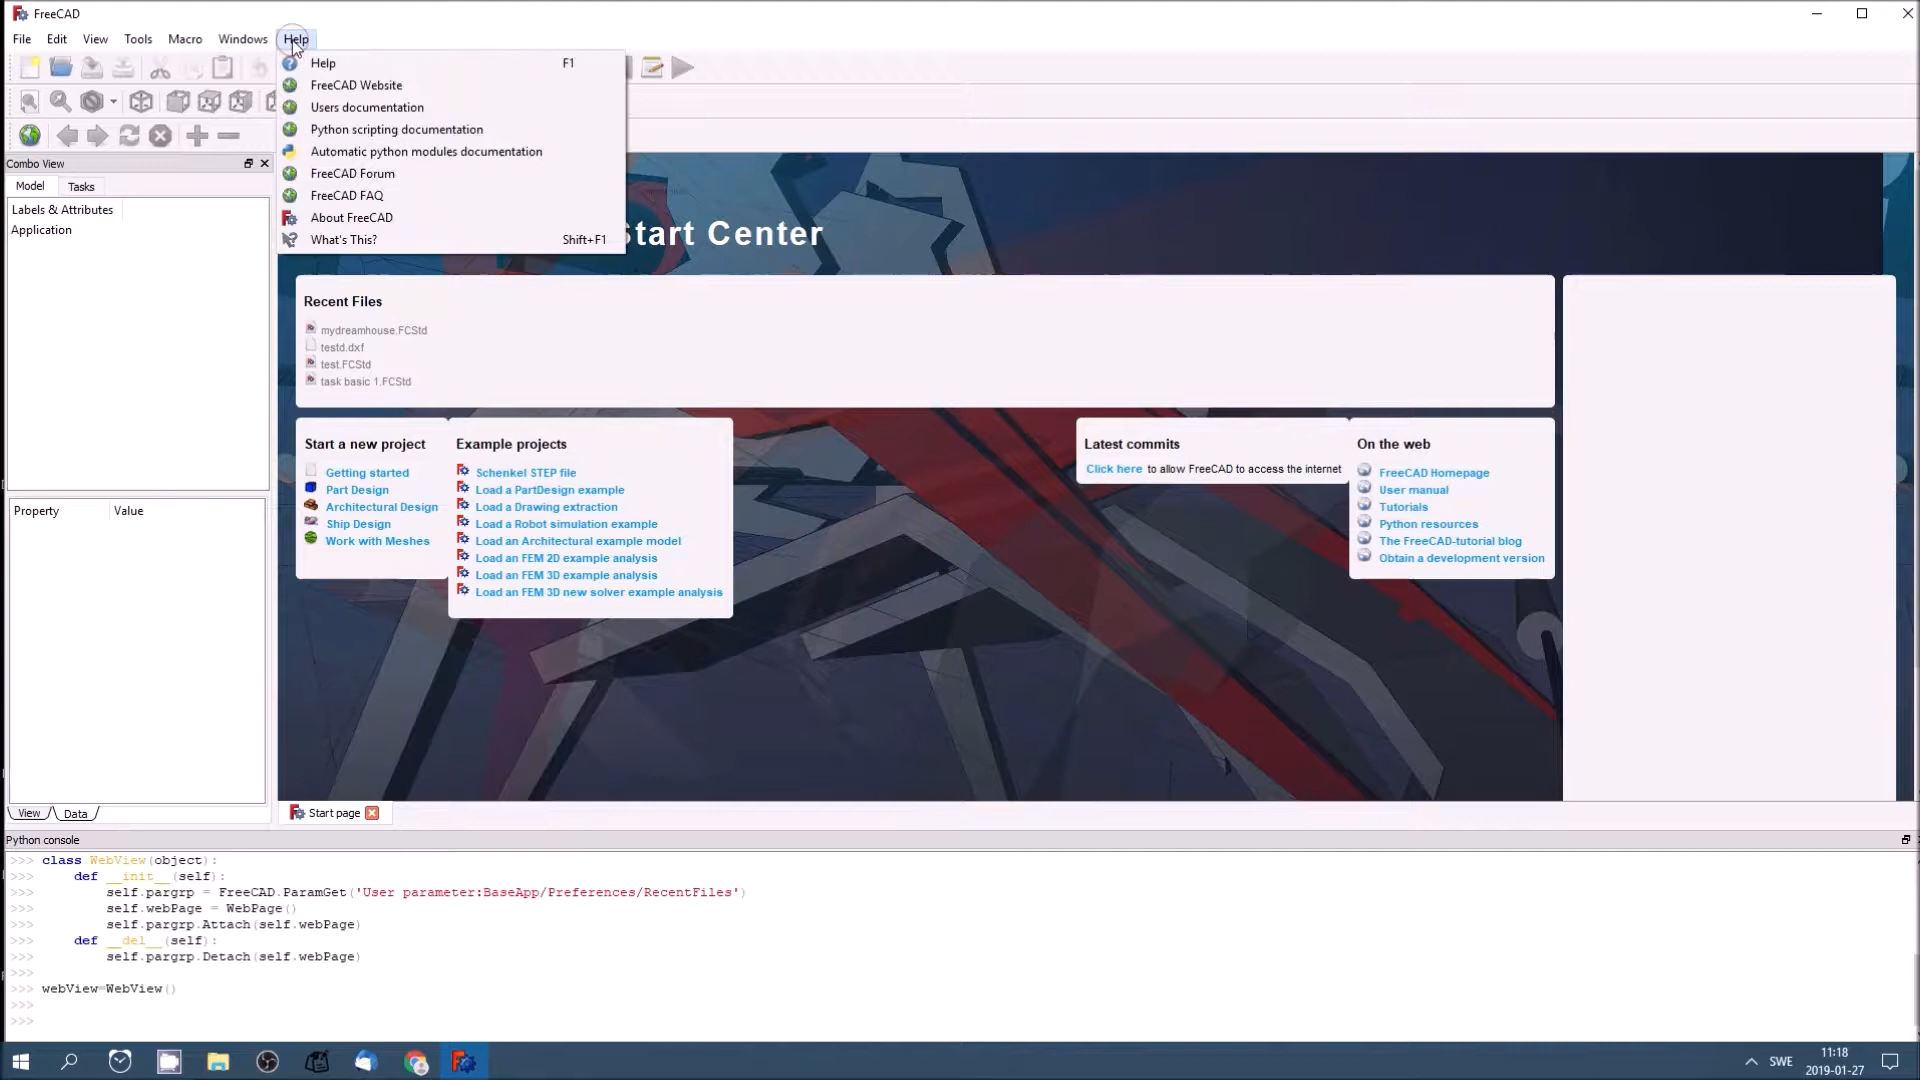 FreeCAD
File Edit View Tools Macro Windows Help
Help F1
FreeCAD Website
Users documentation
Python scripting documentation
Automatic python modules documentation
FreeCAD Forum
FreeCAD FAQ
About FreeCAD
What's This? Shift+F1
Combo View
Model Tasks
Labels & Attributes
Application
Property Value
View Data
Start Center
Recent Files
mydreamhouse.FCStd
testd.dxf
test.FCStd
task basic 1.FCStd
Start a new project
Getting started
Part Design
Architectural Design
Ship Design
Work with Meshes
Example projects
Schenkel STEP file
Load a PartDesign example
Load a Drawing extraction
Load a Robot simulation example
Load an Architectural example model
Load an FEM 2D example analysis
Load an FEM 3D example analysis
Load an FEM 3D new solver example analysis
Latest commits
Click here to allow FreeCAD to access the internet
On the web
FreeCAD Homepage
User manual
Tutorials
Python resources
The FreeCAD-tutorial blog
Obtain a development version
Start page
Python console
>>> class WebView(object):
>>>     def __init__(self):
>>>         self.pargrp = FreeCAD.ParamGet('User parameter:BaseApp/Preferences/RecentFiles')
>>>         self.webPage = WebPage()
>>>         self.pargrp.Attach(self.webPage)
>>>     def __del__(self):
>>>         self.pargrp.Detach(self.webPage)
>>>
>>> webView=WebView()
>>>
>>>
SWE
11:18
2019-01-27